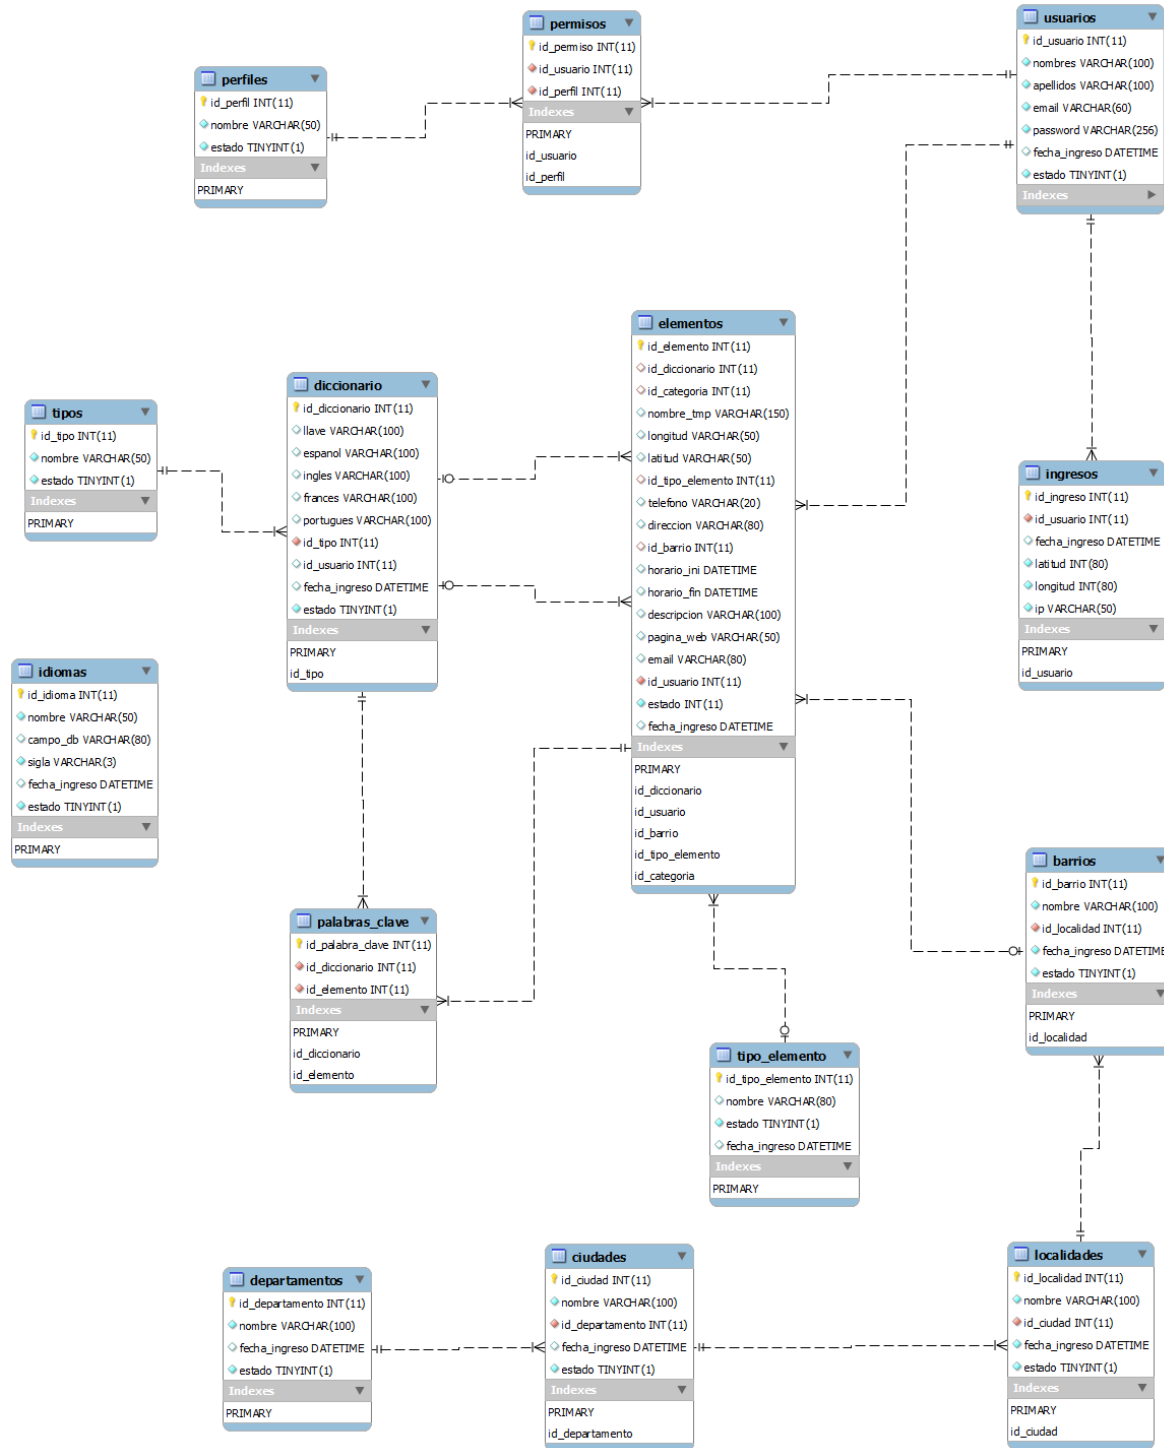 permisos
id_permiso INT(11)
id_usuario INT(11)
id_perfil INT(11)
Indexes
PRIMARY
id_usuario
id_perfil
usuarios
id_usuario INT(11)
nombres VARCHAR(100)
apellidos VARCHAR(100)
email VARCHAR(60)
password VARCHAR(256)
fecha_ingreso DATETIME
estado TINYINT(1)
Indexes
perfiles
id_perfil INT(11)
nombre VARCHAR(50)
estado TINYINT(1)
Indexes
PRIMARY
elementos
id_elemento INT(11)
id_diccionario INT(11)
id_categoria INT(11)
nombre_tmp VARCHAR(150)
longitud VARCHAR(50)
latitud VARCHAR(50)
id_tipo_elemento INT(11)
telefono VARCHAR(20)
direccion VARCHAR(80)
id_barrio INT(11)
horario_ini DATETIME
horario_fin DATETIME
descripcion VARCHAR(100)
pagina_web VARCHAR(50)
email VARCHAR(80)
id_usuario INT(11)
estado INT(11)
fecha_ingreso DATETIME
Indexes
PRIMARY
id_diccionario
id_usuario
id_barrio
id_tipo_elemento
id_categoria
diccionario
id_diccionario INT(11)
llave VARCHAR(100)
espanol VARCHAR(100)
ingles VARCHAR(100)
frances VARCHAR(100)
portugues VARCHAR(100)
id_tipo INT(11)
id_usuario INT(11)
fecha_ingreso DATETIME
estado TINYINT(1)
Indexes
PRIMARY
id_tipo
tipos
id_tipo INT(11)
nombre VARCHAR(50)
estado TINYINT(1)
Indexes
PRIMARY
ingresos
id_ingreso INT(11)
id_usuario INT(11)
fecha_ingreso DATETIME
latitud INT(80)
longitud INT(80)
ip VARCHAR(50)
Indexes
PRIMARY
id_usuario
idiomas
id_idioma INT(11)
nombre VARCHAR(50)
campo_db VARCHAR(80)
sigla VARCHAR(3)
fecha_ingreso DATETIME
estado TINYINT(1)
Indexes
PRIMARY
barrios
id_barrio INT(11)
nombre VARCHAR(100)
id_localidad INT(11)
fecha_ingreso DATETIME
estado TINYINT(1)
Indexes
PRIMARY
id_localidad
palabras_clave
id_palabra_clave INT(11)
id_diccionario INT(11)
id_elemento INT(11)
Indexes
PRIMARY
id_diccionario
id_elemento
tipo_elemento
id_tipo_elemento INT(11)
nombre VARCHAR(80)
estado TINYINT(1)
fecha_ingreso DATETIME
Indexes
PRIMARY
departamentos
id_departamento INT(11)
nombre VARCHAR(100)
fecha_ingreso DATETIME
estado TINYINT(1)
Indexes
PRIMARY
ciudades
id_ciudad INT(11)
nombre VARCHAR(100)
id_departamento INT(11)
fecha_ingreso DATETIME
estado TINYINT(1)
Indexes
PRIMARY
id_departamento
localidades
id_localidad INT(11)
nombre VARCHAR(100)
id_ciudad INT(11)
fecha_ingreso DATETIME
estado TINYINT(1)
Indexes
PRIMARY
id_ciudad